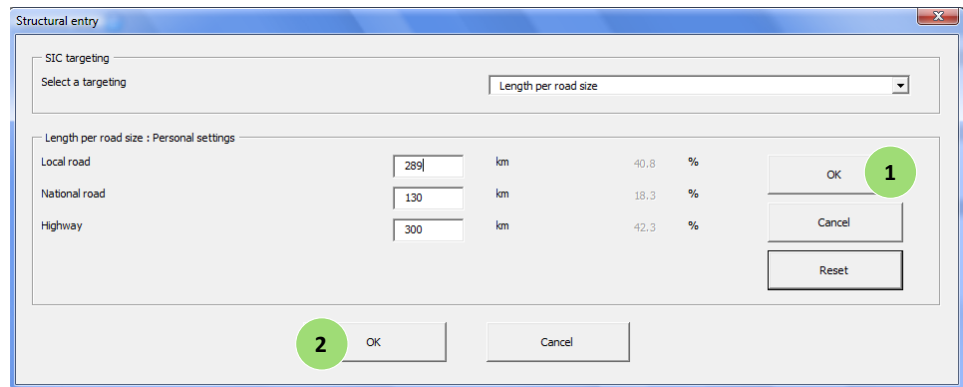 Structural entry
SIC targeting
Select a targeting Length per road size
Length per road size : Personal settings
Local road 289 km 40.8 % OK 1
National road 130 km 18.3 %
Highway 300 km 42.3 % Cancel
Reset
2 OK Cancel